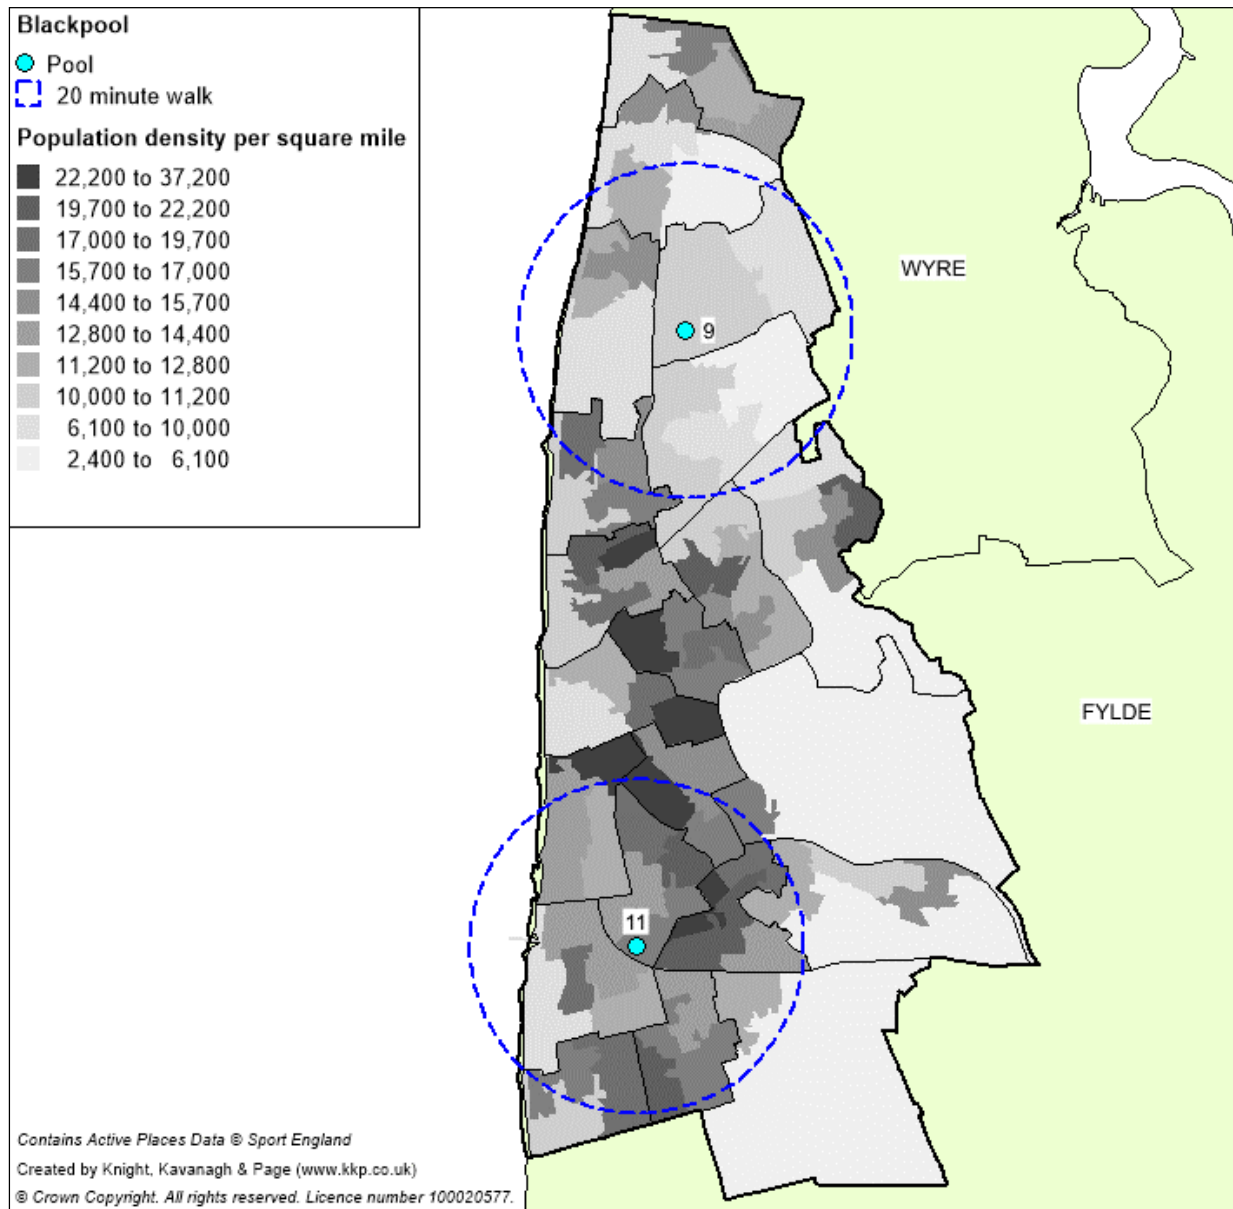 Blackpool
Pool
20 minute walk
Population density per square mile
22,200 to 37,200
19,700 to 22,200
17,000 to 19,700
15,700 to 17,000
14,400 to 15,700
12,800 to 14,400
11,200 to 12,800
10,000 to 11,200
6,100 to 10,000
2,400 to 6,100
WYRE
9
FYLDE
11
Contains Active Places Data © Sport England
Created by Knight, Kavanagh & Page (www.kkp.co.uk)
© Crown Copyright. All rights reserved. Licence number 100020577.